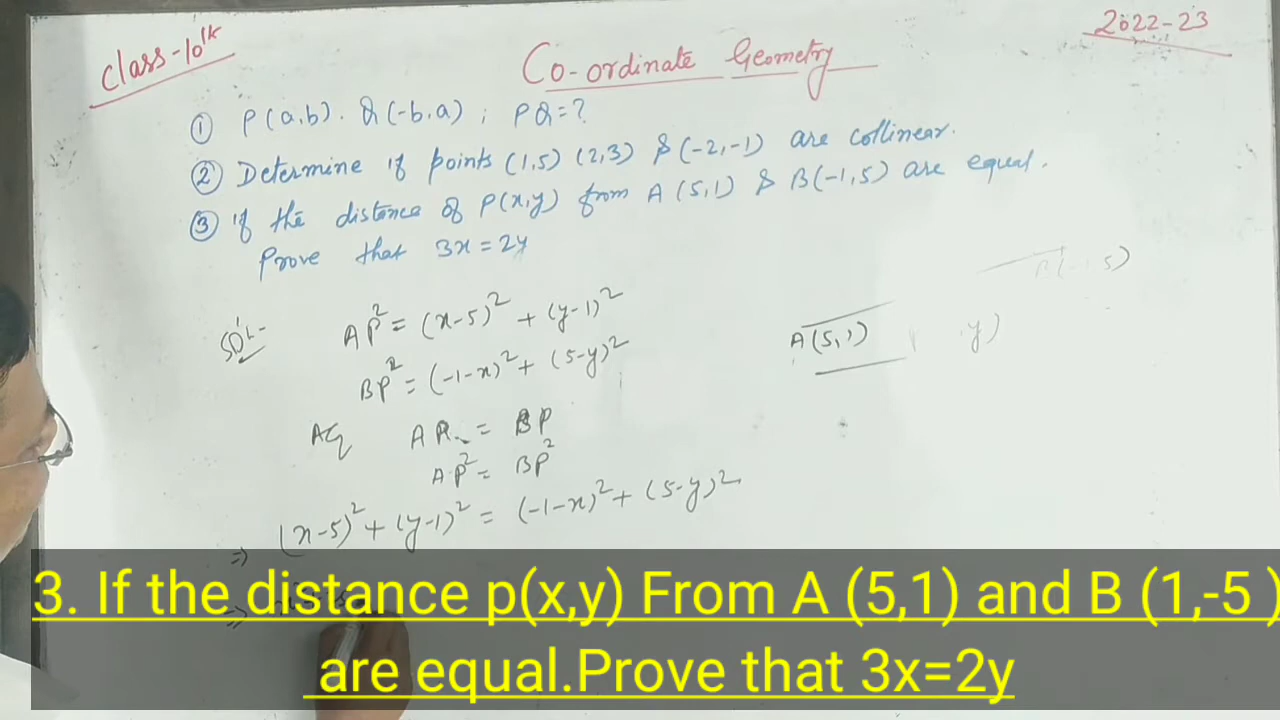 Class-10th
2022-23
Co-ordinate Geometry
① P(a,b). Q(-b,a) ; PQ=?
② Determine if points (1,5) (2,3) & (-2,-1) are collinear.
③ if the distance of P(x,y) from A (5,1) & B(-1,5) are equal.
Prove that 3x=2y
Sol-
AP²= (x-5)² + (y-1)²
BP²= (-1-x)²+ (5-y)²
A(5,1)
y)
5)
AP = BP
AP²= BP²
⇒ (x-5)²+(y-1)²= (-1-x)²+ (5-y)²
⇒
3. If the distance p(x,y) From A (5,1) and B (1,-5 )
are equal.Prove that 3x=2y